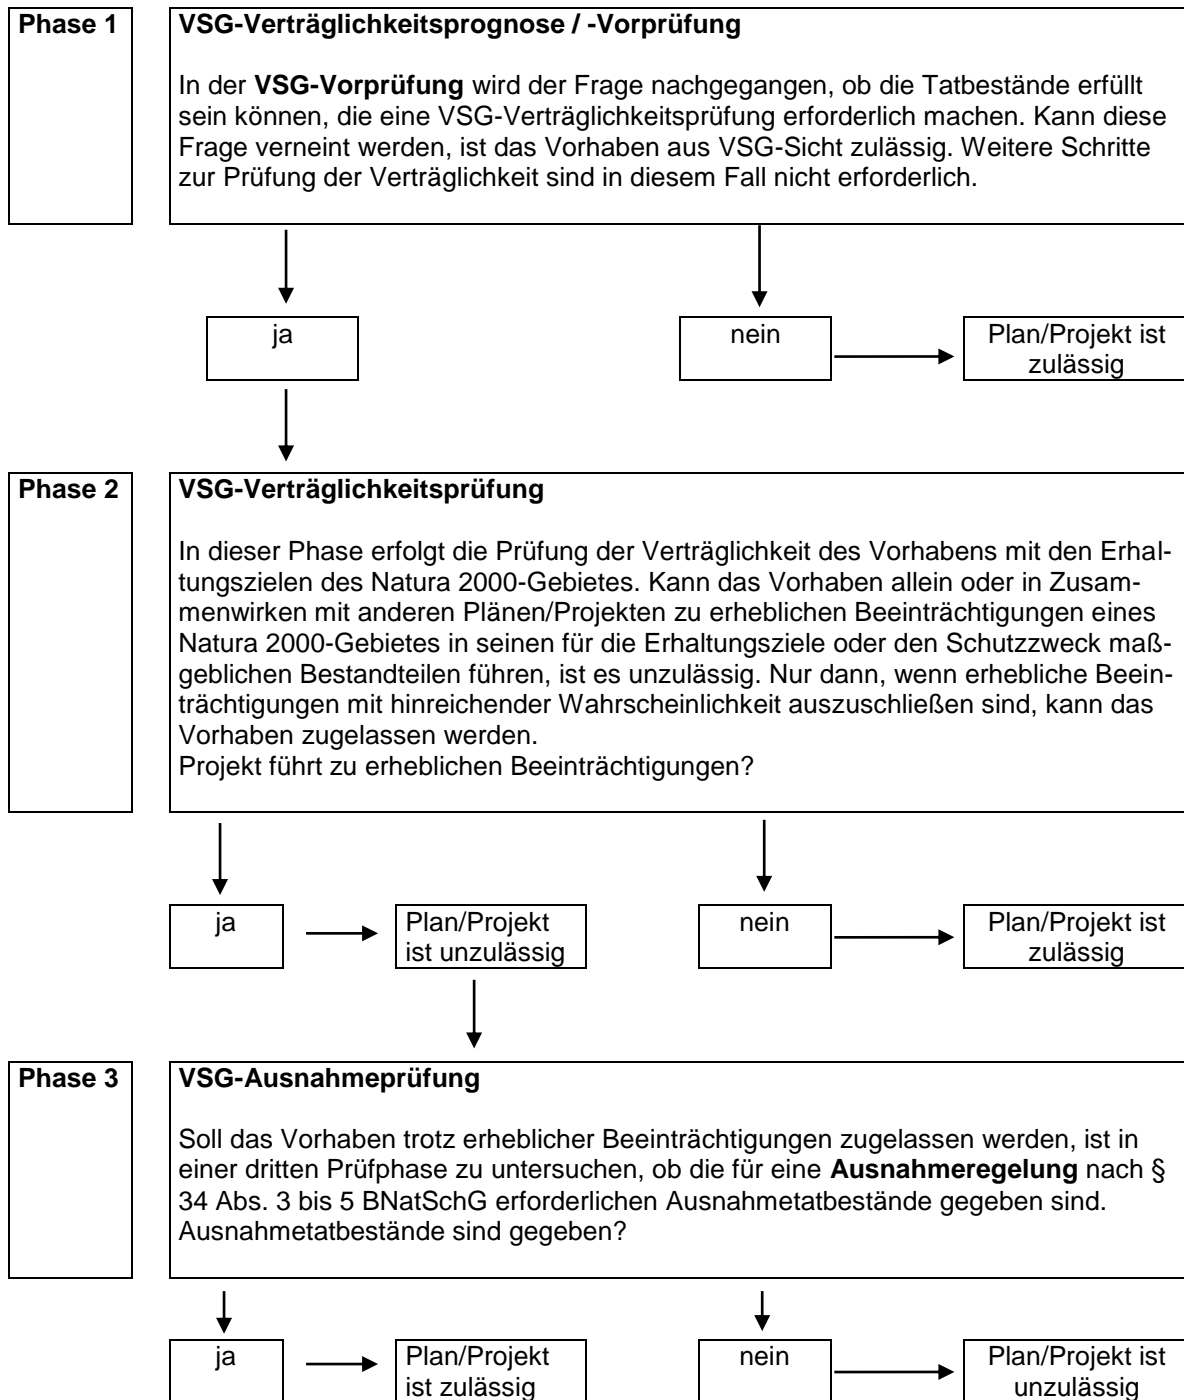 Phase 1
VSG-Verträglichkeitsprognose / -Vorprüfung
In der VSG-Vorprüfung wird der Frage nachgegangen, ob die Tatbestände erfüllt
sein können, die eine VSG-Verträglichkeitsprüfung erforderlich machen. Kann diese
Frage verneint werden, ist das Vorhaben aus VSG-Sicht zulässig. Weitere Schritte
zur Prüfung der Verträglichkeit sind in diesem Fall nicht erforderlich.
ja
nein
Plan/Projekt ist
zulässig
Phase 2
VSG-Verträglichkeitsprüfung
In dieser Phase erfolgt die Prüfung der Verträglichkeit des Vorhabens mit den Erhal-
tungszielen des Natura 2000-Gebietes. Kann das Vorhaben allein oder in Zusam-
menwirken mit anderen Plänen/Projekten zu erheblichen Beeinträchtigungen eines
Natura 2000-Gebietes in seinen für die Erhaltungsziele oder den Schutzzweck maß-
geblichen Bestandteilen führen, ist es unzulässig. Nur dann, wenn erhebliche Beein-
trächtigungen mit hinreichender Wahrscheinlichkeit auszuschließen sind, kann das
Vorhaben zugelassen werden.
Projekt führt zu erheblichen Beeinträchtigungen?
ja
Plan/Projekt
ist unzulässig
nein
Plan/Projekt ist
zulässig
Phase 3
VSG-Ausnahmeprüfung
Soll das Vorhaben trotz erheblicher Beeinträchtigungen zugelassen werden, ist in
einer dritten Prüfphase zu untersuchen, ob die für eine Ausnahmeregelung nach §
34 Abs. 3 bis 5 BNatSchG erforderlichen Ausnahmetatbestände gegeben sind.
Ausnahmetatbestände sind gegeben?
ja
Plan/Projekt
ist zulässig
nein
Plan/Projekt ist
unzulässig